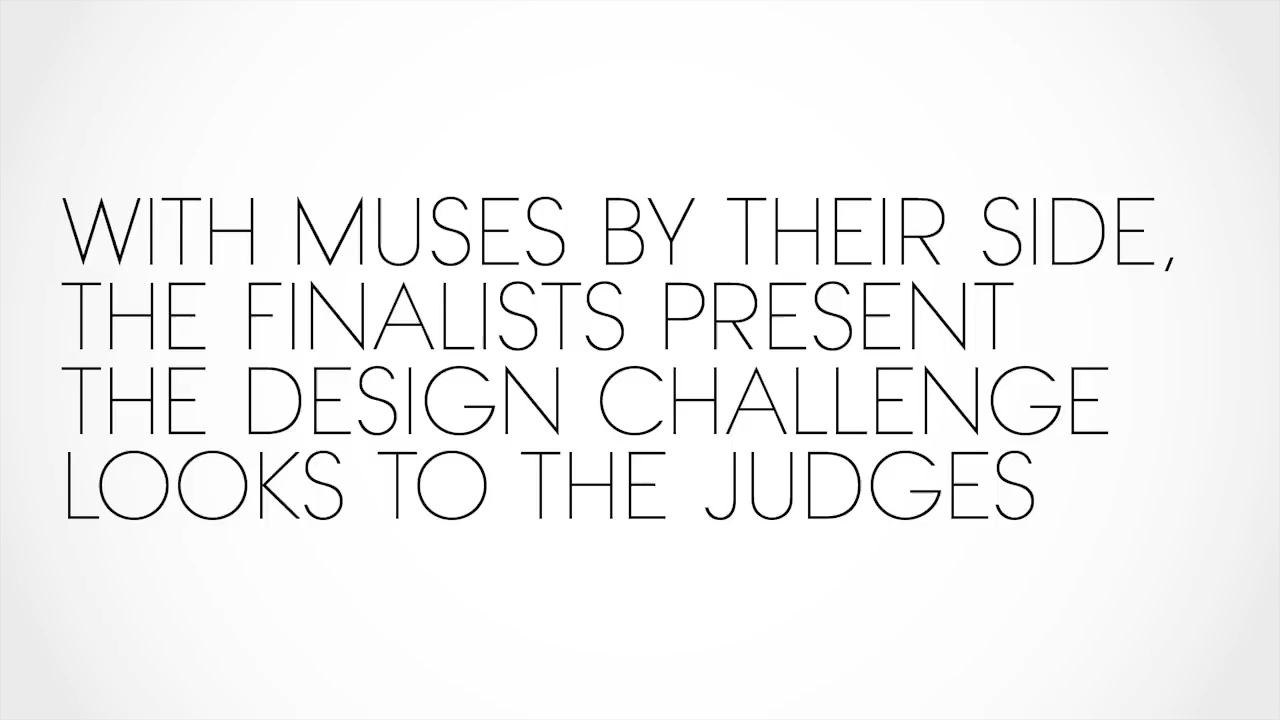 WITH MUSES BY THEIR SIDE,
THE FINALISTS PRESENT
THE DESIGN CHALLENGE
LOOKS TO THE JUDGES